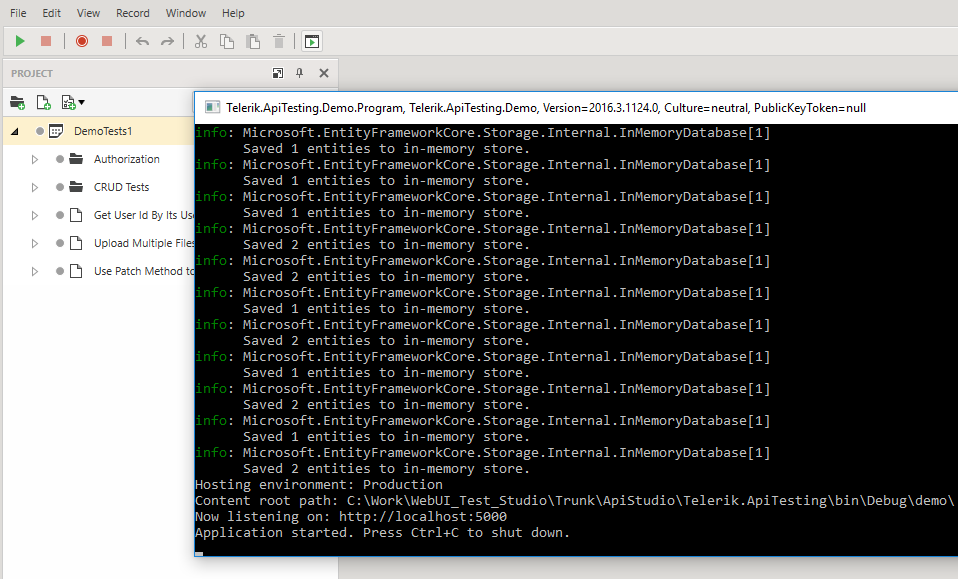 File Edit View Record Window Help
PROJECT
Telerik.ApiTesting.Demo.Program, Telerik.ApiTesting.Demo, Version=2016.3.1124.0, Culture=neutral, PublicKeyToken=null
DemoTests1
Authorization
CRUD Tests
Get User Id By Its Us
Upload Multiple Files
Use Patch Method to
info: Microsoft.EntityFrameworkCore.Storage.Internal.InMemoryDatabase[1]
Saved 1 entities to in-memory store.
info: Microsoft.EntityFrameworkCore.Storage.Internal.InMemoryDatabase[1]
Saved 1 entities to in-memory store.
info: Microsoft.EntityFrameworkCore.Storage.Internal.InMemoryDatabase[1]
Saved 1 entities to in-memory store.
info: Microsoft.EntityFrameworkCore.Storage.Internal.InMemoryDatabase[1]
Saved 2 entities to in-memory store.
info: Microsoft.EntityFrameworkCore.Storage.Internal.InMemoryDatabase[1]
Saved 2 entities to in-memory store.
info: Microsoft.EntityFrameworkCore.Storage.Internal.InMemoryDatabase[1]
Saved 1 entities to in-memory store.
info: Microsoft.EntityFrameworkCore.Storage.Internal.InMemoryDatabase[1]
Saved 2 entities to in-memory store.
info: Microsoft.EntityFrameworkCore.Storage.Internal.InMemoryDatabase[1]
Saved 1 entities to in-memory store.
info: Microsoft.EntityFrameworkCore.Storage.Internal.InMemoryDatabase[1]
Saved 2 entities to in-memory store.
info: Microsoft.EntityFrameworkCore.Storage.Internal.InMemoryDatabase[1]
Saved 1 entities to in-memory store.
info: Microsoft.EntityFrameworkCore.Storage.Internal.InMemoryDatabase[1]
Saved 2 entities to in-memory store.
Hosting environment: Production
Content root path: C:\Work\WebUI_Test_Studio\Trunk\ApiStudio\Telerik.ApiTesting\bin\Debug\demo\
Now listening on: http://localhost:5000
Application started. Press Ctrl+C to shut down.